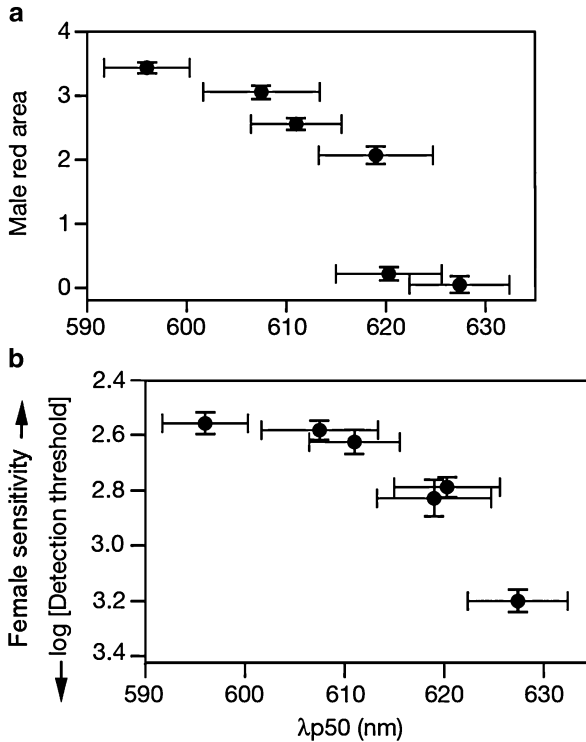 a
Male red area
4
3
2
1
0
590 600 610 620 630
b
Female sensitivity
log [Detection threshold]
2.4
2.6
2.8
3.0
3.2
3.4
590 600 610 620 630
λp50 (nm)